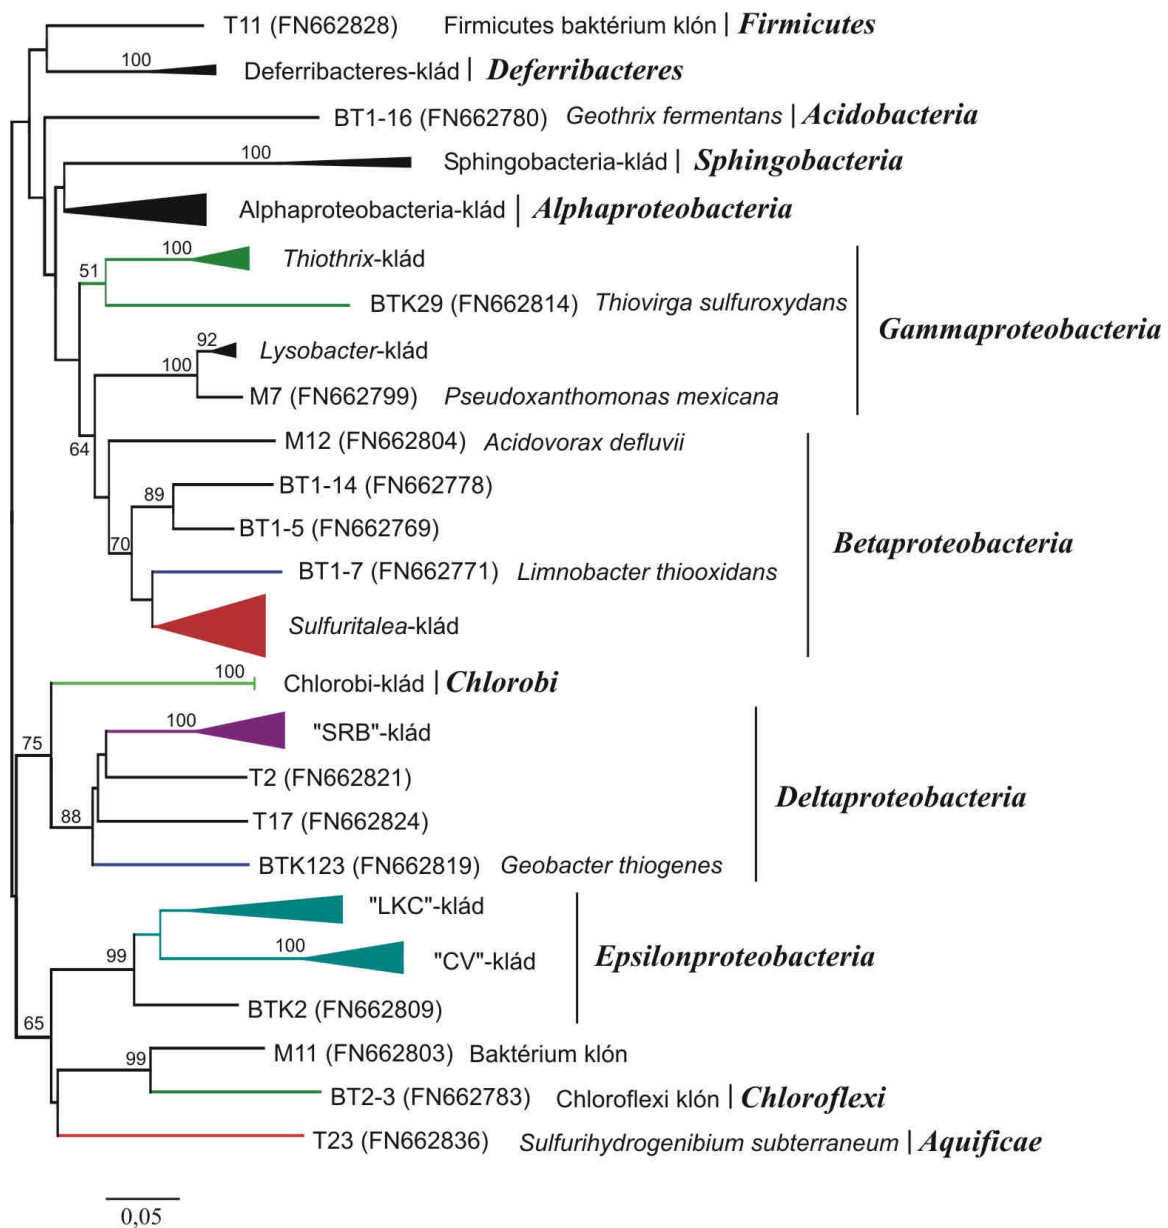 T11 (FN662828) Firmicutes baktérium klón | Firmicutes
100
Deferribacteres-klád | Deferribacteres
BT1-16 (FN662780) Geothrix fermentans | Acidobacteria
100
Sphingobacteria-klád | Sphingobacteria
Alphaproteobacteria-klád | Alphaproteobacteria
100
Thiothrix-klád
51
BTK29 (FN662814) Thiovirga sulfuroxydans
Gammaproteobacteria
92
Lysobacter-klád
100
M7 (FN662799) Pseudoxanthomonas mexicana
64
M12 (FN662804) Acidovorax defluvii
BT1-14 (FN662778)
89
BT1-5 (FN662769)
Betaproteobacteria
70
BT1-7 (FN662771) Limnobacter thiooxidans
Sulfuritalea-klád
100
Chlorobi-klád | Chlorobi
100
"SRB"-klád
75
T2 (FN662821)
Deltaproteobacteria
88
T17 (FN662824)
BTK123 (FN662819) Geobacter thiogenes
"LKC"-klád
100
"CV"-klád
99
Epsilonproteobacteria
BTK2 (FN662809)
65
M11 (FN662803) Baktérium klón
99
BT2-3 (FN662783) Chloroflexi klón | Chloroflexi
T23 (FN662836) Sulfurihydrogenibium subterraneum | Aquificae
0,05